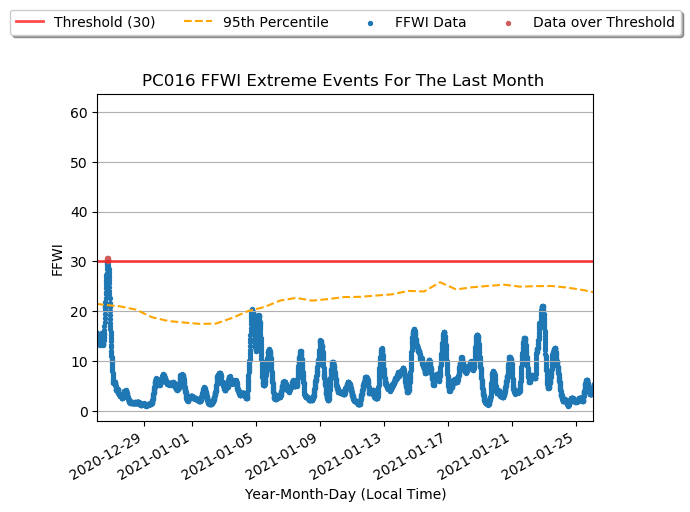 Threshold (30) 95th Percentile FFWI Data Data over Threshold
PC016 FFWI Extreme Events For The Last Month
60
50
40
30
20
10
0
FFWI
2020-12-29 2021-01-01 2021-01-05 2021-01-09 2021-01-13 2021-01-17 2021-01-21 2021-01-25
Year-Month-Day (Local Time)